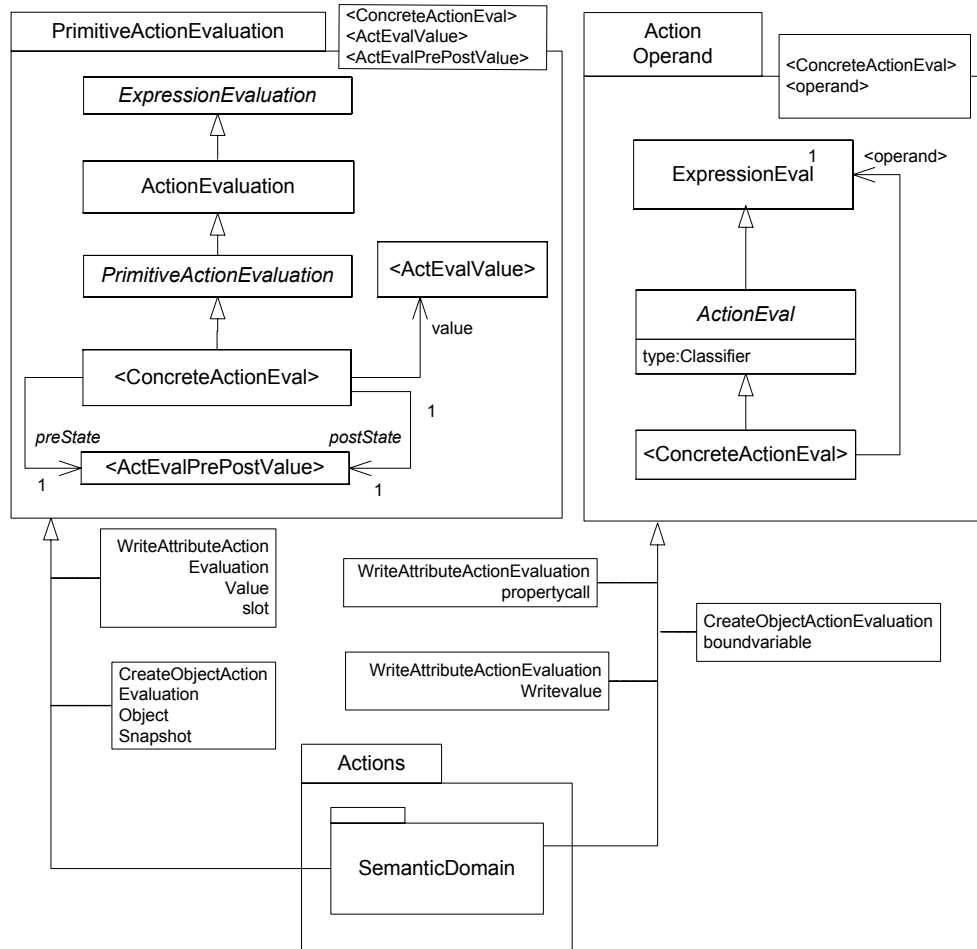 PrimitiveActionEvaluation
<ConcreteActionEval>
<ActEvalValue>
<ActEvalPrePostValue>
ExpressionEvaluation
ActionEvaluation
PrimitiveActionEvaluation
<ActEvalValue>
value
<ConcreteActionEval>
1
preState
postState
<ActEvalPrePostValue>
1
1
Action
Operand
<ConcreteActionEval>
<operand>
1
<operand>
ExpressionEval
ActionEval
type:Classifier
<ConcreteActionEval>
WriteAttributeAction
Evaluation
Value
slot
WriteAttributeActionEvaluation
propertycall
CreateObjectActionEvaluation
boundvariable
WriteAttributeActionEvaluation
Writevalue
CreateObjectAction
Evaluation
Object
Snapshot
Actions
SemanticDomain